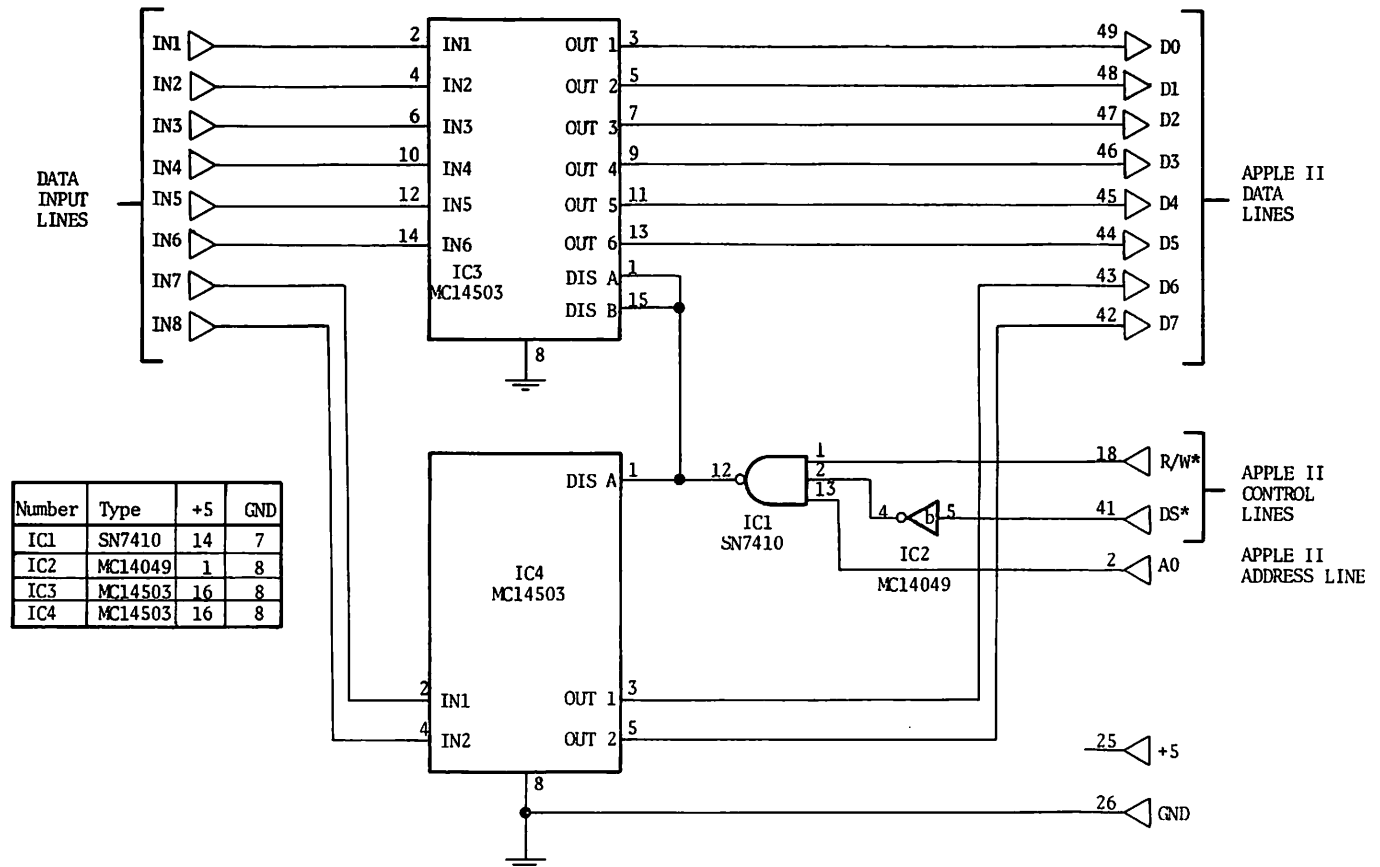 IN1 2 IN1 OUT 1 3 49 D0
IN2 4 IN2 OUT 2 5 48 D1
IN3 6 IN3 OUT 3 7 47 D2
IN4 10 IN4 OUT 4 9 46 D3
IN5 12 IN5 OUT 5 11 45 D4
IN6 14 IN6 OUT 6 13 44 D5
IN7 43 D6
IN8 42 D7
DATA
INPUT
LINES
IC3
MC14503
DIS A 1
DIS B 15
8
APPLE II
DATA
LINES
DIS A 1
12
1
2
13
IC1
SN7410
4
b
5
IC2
MC14049
18 R/W*
41 DS*
2 A0
APPLE II
CONTROL
LINES
APPLE II
ADDRESS LINE
Number Type +5 GND
IC1 SN7410 14 7
IC2 MC14049 1 8
IC3 MC14503 16 8
IC4 MC14503 16 8
IC4
MC14503
2 IN1 OUT 1 3
4 IN2 OUT 2 5
8
25 +5
26 GND